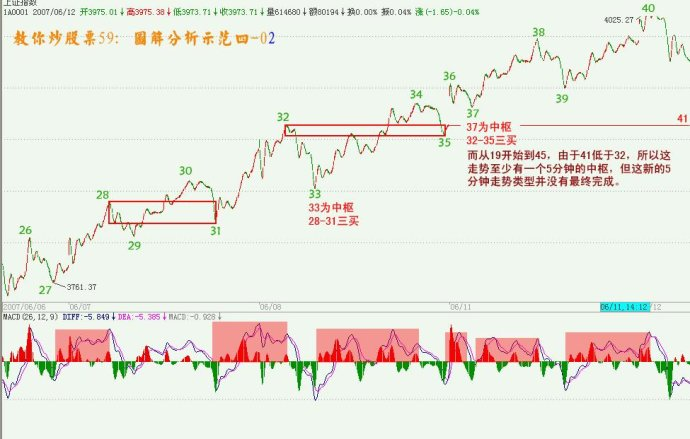 上证指数
1A0001 2007/06/12 开3975.01↓高3975.38↓低3973.71↓收3973.71↓量614680↓额80194↓换0.00% 振0.04% 涨(-1.65)-0.04%
教你炒股票59: 图解分析示范四-02
4025.27
40
38
36
39
37
34
41
32
35
37为中枢
32-35三买
而从19开始到45，由于41低于32，所以这
走势至少有一个5分钟的中枢，但这新的5
分钟走势类型并没有最终完成。
30
33
28
33为中枢
28-31三买
31
29
26
27
3761.37
2007/06/06 06/07 06/08 06/11 06/11,14:12 /12
MACD(26,12,9) DIFF:-5.849↓ DEA:-5.385↓ MACD:-0.928↓